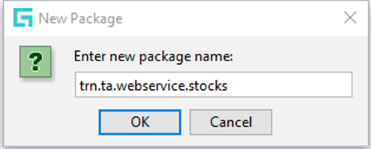 New Package
Enter new package name:
trn.ta.webservice.stocks
OK Cancel